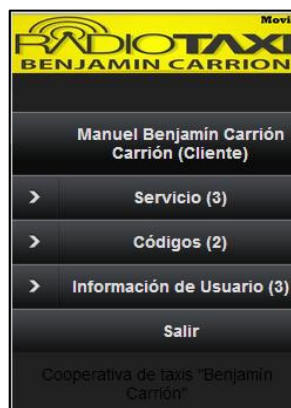 Movi
RADIOTAXI
BENJAMIN CARRION
Manuel Benjamín Carrión
Carrión (Cliente)
Servicio (3)
Códigos (2)
Información de Usuario (3)
Salir
Cooperativa de taxis "Benjamín
Carrión"